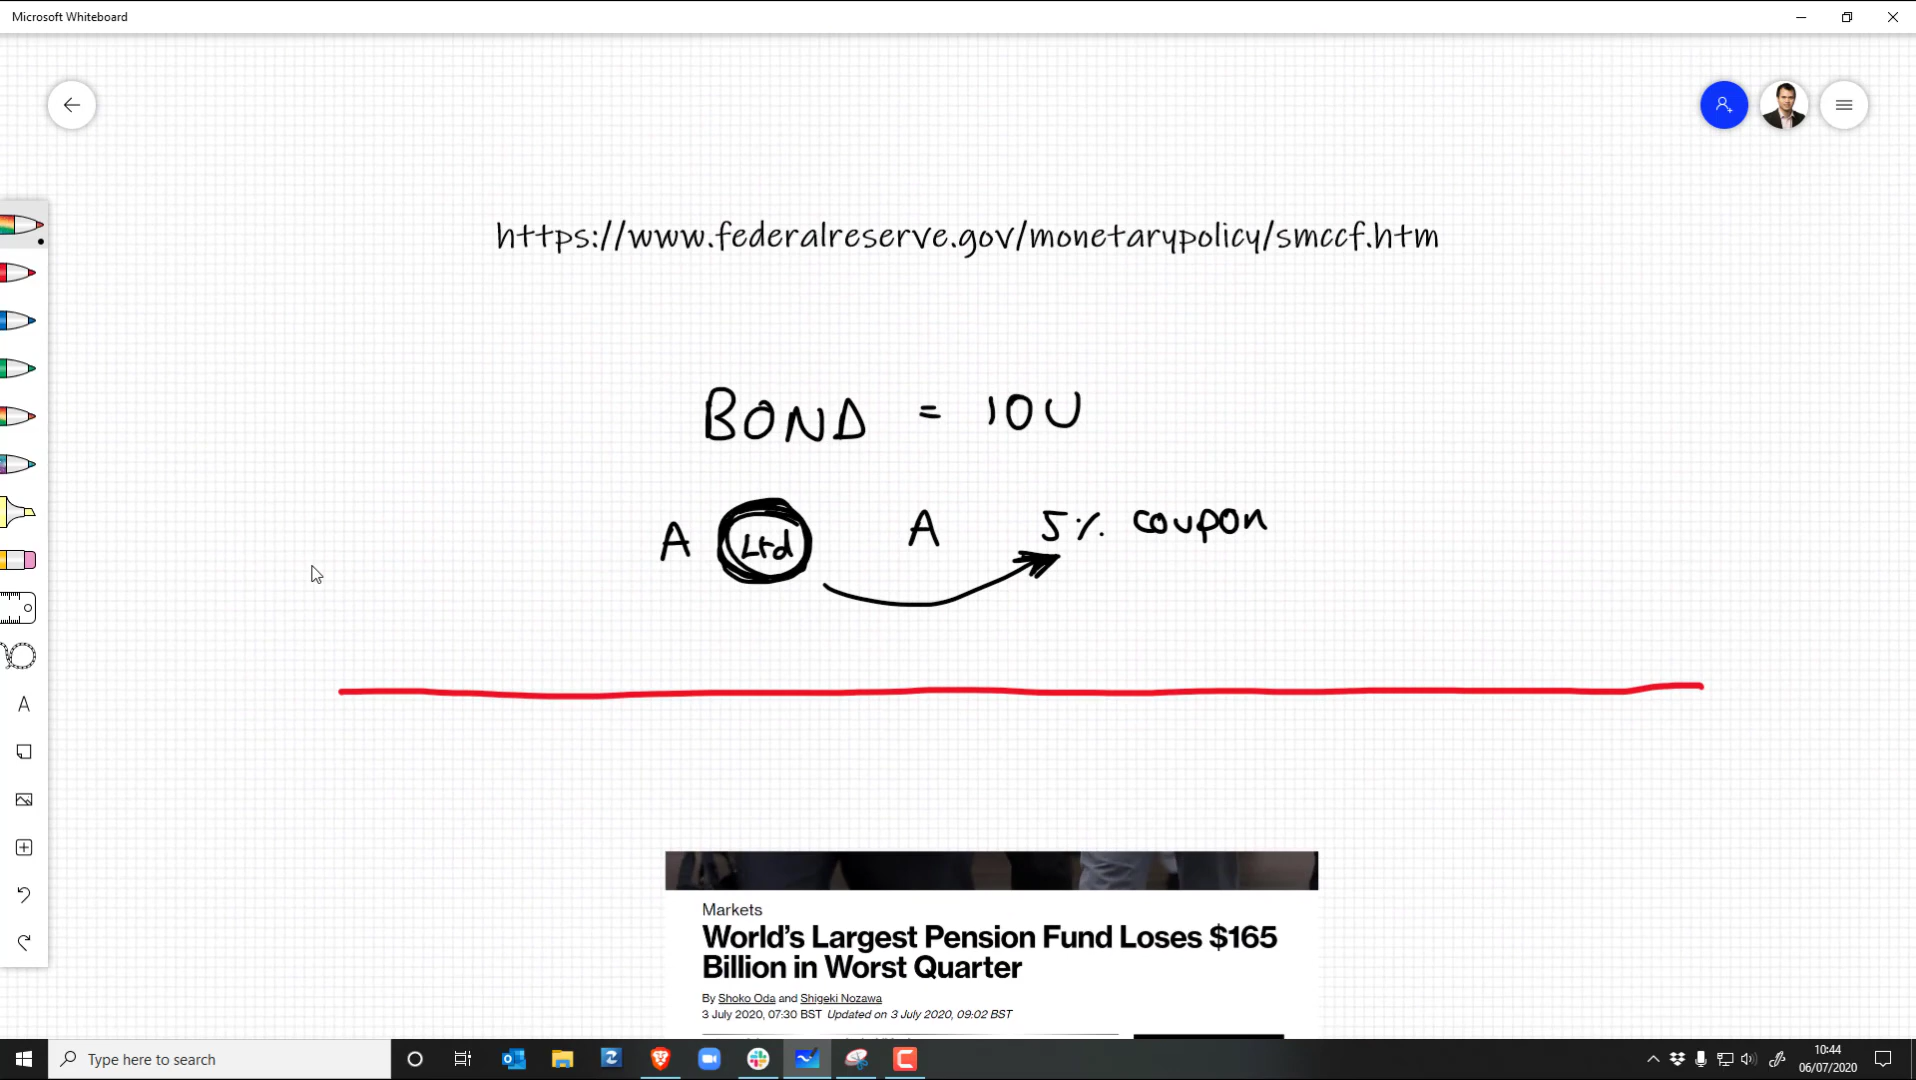 Microsoft Whiteboard
https://www.federalreserve.gov/monetarypolicy/smccf.htm
BOND = IOU
A Ltd A 5% coupon
A
Markets
World's Largest Pension Fund Loses $165
Billion in Worst Quarter
By Shoko Oda and Shigeki Nozawa
3 July 2020, 07:30 BST Updated on 3 July 2020, 09:02 BST
Type here to search
10:44
06/07/2020